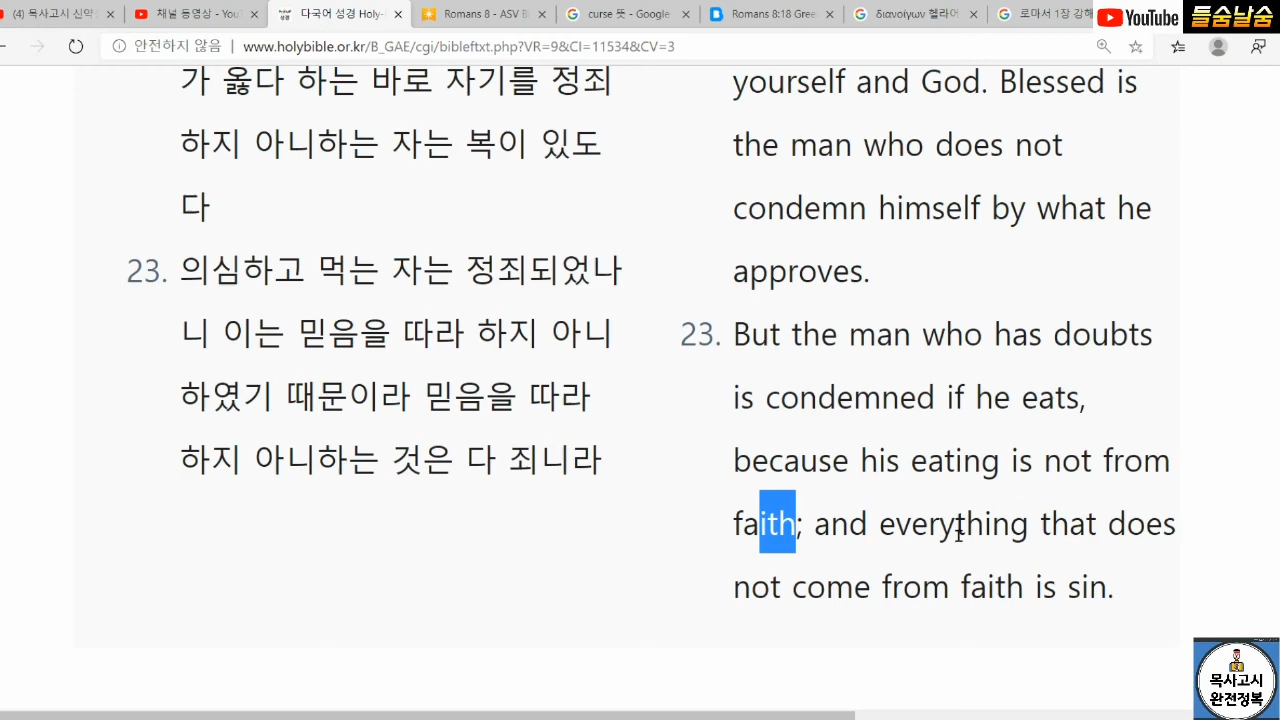 (4) 목사고시 신약
채널 동영상 - YouT
다국어 성경 Holy-
Romans 8
curse 뜻 - Google
Romans 8:18 Gree
διανοίγων 헬라어
로마서 1장 강해
YouTube
들숨날숨
안전하지 않음 | www.holybible.or.kr/B_GAE/cgi/bibleftxt.php?VR=9&CI=11534&CV=3
가 옳다 하는 바로 자기를 정죄
하지 아니하는 자는 복이 있도
다
23. 의심하고 먹는 자는 정죄되었나
니 이는 믿음을 따라 하지 아니
하였기 때문이라 믿음을 따라
하지 아니하는 것은 다 죄니라
yourself and God. Blessed is
the man who does not
condemn himself by what he
approves.
23. But the man who has doubts
is condemned if he eats,
because his eating is not from
faith; and everything that does
not come from faith is sin.
목사고시
완전정복